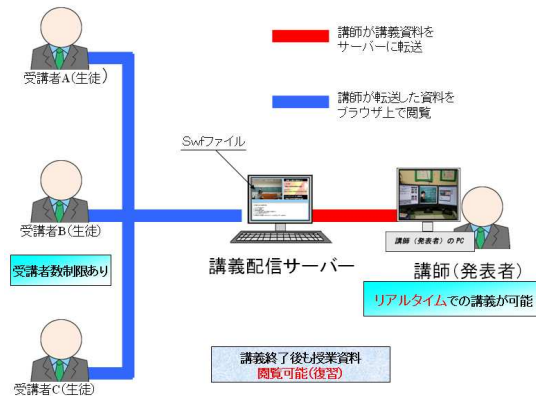 講師が講義資料を
サーバーに転送
受講者A(生徒)
講師が転送した資料を
ブラウザ上で閲覧
Swfファイル
受講者B(生徒)
講師(発表者)のPC
講義配信サーバー
講師(発表者)
受講者数制限あり
リアルタイムでの講義が可能
講義終了後も授業資料
閲覧可能(復習)
受講者C(生徒)